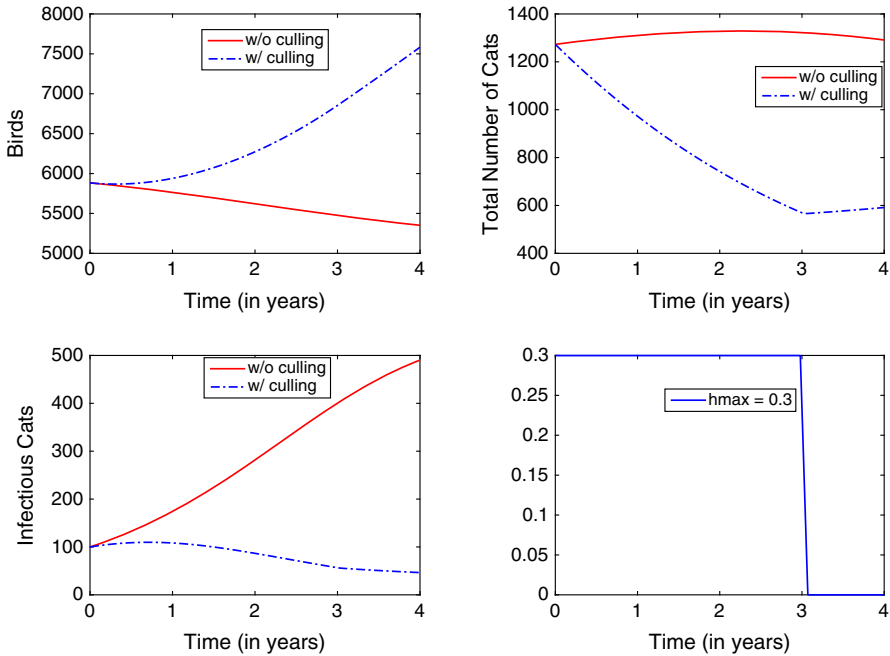 8000
7500
7000
6500
6000
5500
5000
Birds
w/o culling
w/ culling
0 1 2 3 4
Time (in years)
1400
1200
1000
800
600
400
Total Number of Cats
w/o culling
w/ culling
0 1 2 3 4
Time (in years)
500
400
300
200
100
0
Infectious Cats
w/o culling
w/ culling
0 1 2 3 4
Time (in years)
0.3
0.25
0.2
0.15
0.1
0.05
0
hmax = 0.3
0 1 2 3 4
Time (in years)